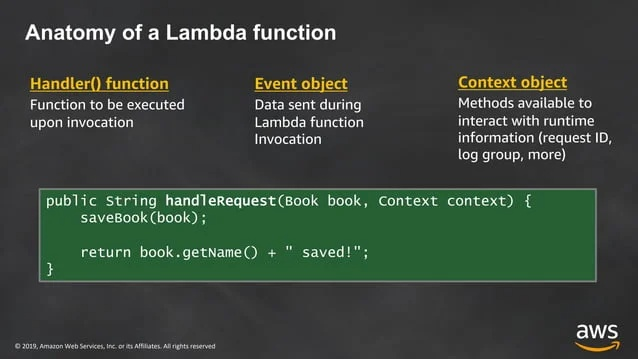 Anatomy of a Lambda function
Handler() function
Function to be executed
upon invocation
Event object
Data sent during
Lambda function
Invocation
Context object
Methods available to
interact with runtime
information (request ID,
log group, more)
public String handleRequest(Book book, Context context) {
    saveBook(book);
    return book.getName() + " saved!";
}
© 2019, Amazon Web Services, Inc. or its Affiliates. All rights reserved
aws